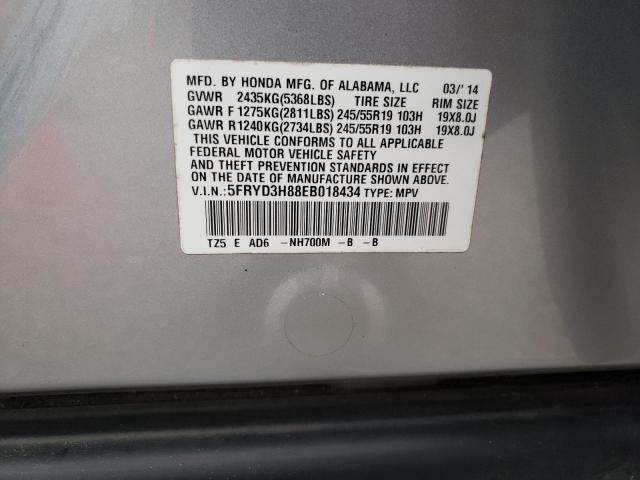 MFD. BY HONDA MFG. OF ALABAMA, LLC 03/'14
GVWR 2435KG(5368LBS) TIRE SIZE RIM SIZE
GAWR F 1275KG(2811LBS) 245/55R19 103H 19X8.0J
GAWR R1240KG(2734LBS) 245/55R19 103H 19X8.0J
THIS VEHICLE CONFORMS TO ALL APPLICABLE
FEDERAL MOTOR VEHICLE SAFETY
AND THEFT PREVENTION STANDARDS IN EFFECT
ON THE DATE OF MANUFACTURE SHOWN ABOVE.
V.I.N.: 5FRYD3H88EB018434 TYPE: MPV
TZ5 E AD6 -NH700M -B -B